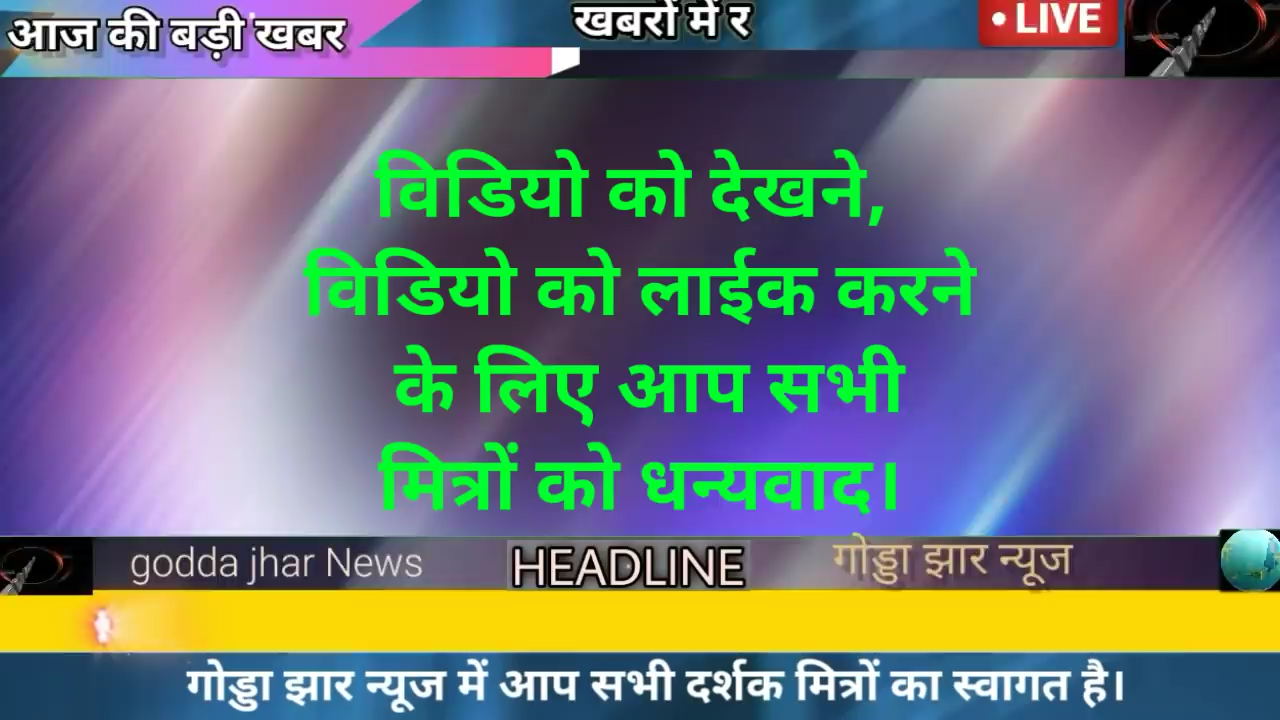 आज की बड़ी खबर
खबरों में र
• LIVE
विडियो को देखने,
विडियो को लाईक करने
के लिए आप सभी
मित्रों को धन्यवाद।
godda jhar News
HEADLINE
गोड्डा झार न्यूज
गोड्डा झार न्यूज में आप सभी दर्शक मित्रों का स्वागत है।